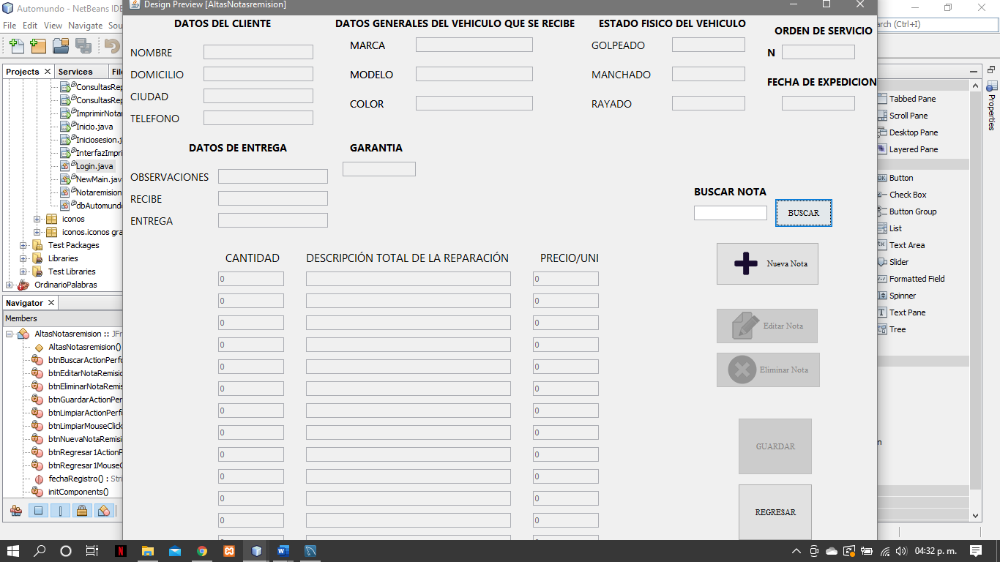 Automundo - NetBeans IDE
Design Preview [AltasNotasremision]
File Edit View Navigate Sou
arch (Ctrl+I)
Projects
Services
File
ConsultasRep
ConsultasRep
ImprimirNotar
Inicio.java
Iniciosesion.j
InterfazImpri
Login.java
NewMain.java
Notaremision
dbAutomundo
iconos
iconos.iconos gra
Test Packages
Libraries
Test Libraries
OrdinarioPalabras
Navigator
Members
AltasNotasremision :: JFr
AltasNotasremision()
btnBuscarActionPerfo
btnEditarNotaRemisio
btnEliminarNotaRemis
btnGuardarActionPer
btnLimpiarActionPerfo
btnLimpiarMouseClick
btnNuevaNotaRemisi
btnRegresar1ActionP
btnRegresar1MouseC
fechaRegistro() : Stri
initComponents()
DATOS DEL CLIENTE
NOMBRE
DOMICILIO
CIUDAD
TELEFONO
DATOS GENERALES DEL VEHICULO QUE SE RECIBE
MARCA
MODELO
COLOR
ESTADO FISICO DEL VEHICULO
GOLPEADO
MANCHADO
RAYADO
ORDEN DE SERVICIO
N
FECHA DE EXPEDICION
DATOS DE ENTREGA
OBSERVACIONES
RECIBE
ENTREGA
GARANTIA
BUSCAR NOTA
BUSCAR
CANTIDAD DESCRIPCIÓN TOTAL DE LA REPARACIÓN PRECIO/UNI
0 0
0 0
0 0
0 0
0 0
0 0
0 0
0 0
0 0
0 0
0 0
0 0
Nueva Nota
Editar Nota
Eliminar Nota
GUARDAR
REGRESAR
Tabbed Pane
Scroll Pane
Desktop Pane
Layered Pane
OK Button
Check Box
Button Group
List
Text Area
Slider
Formatted Field
Spinner
Text Pane
Tree
Properties
04:32 p. m.